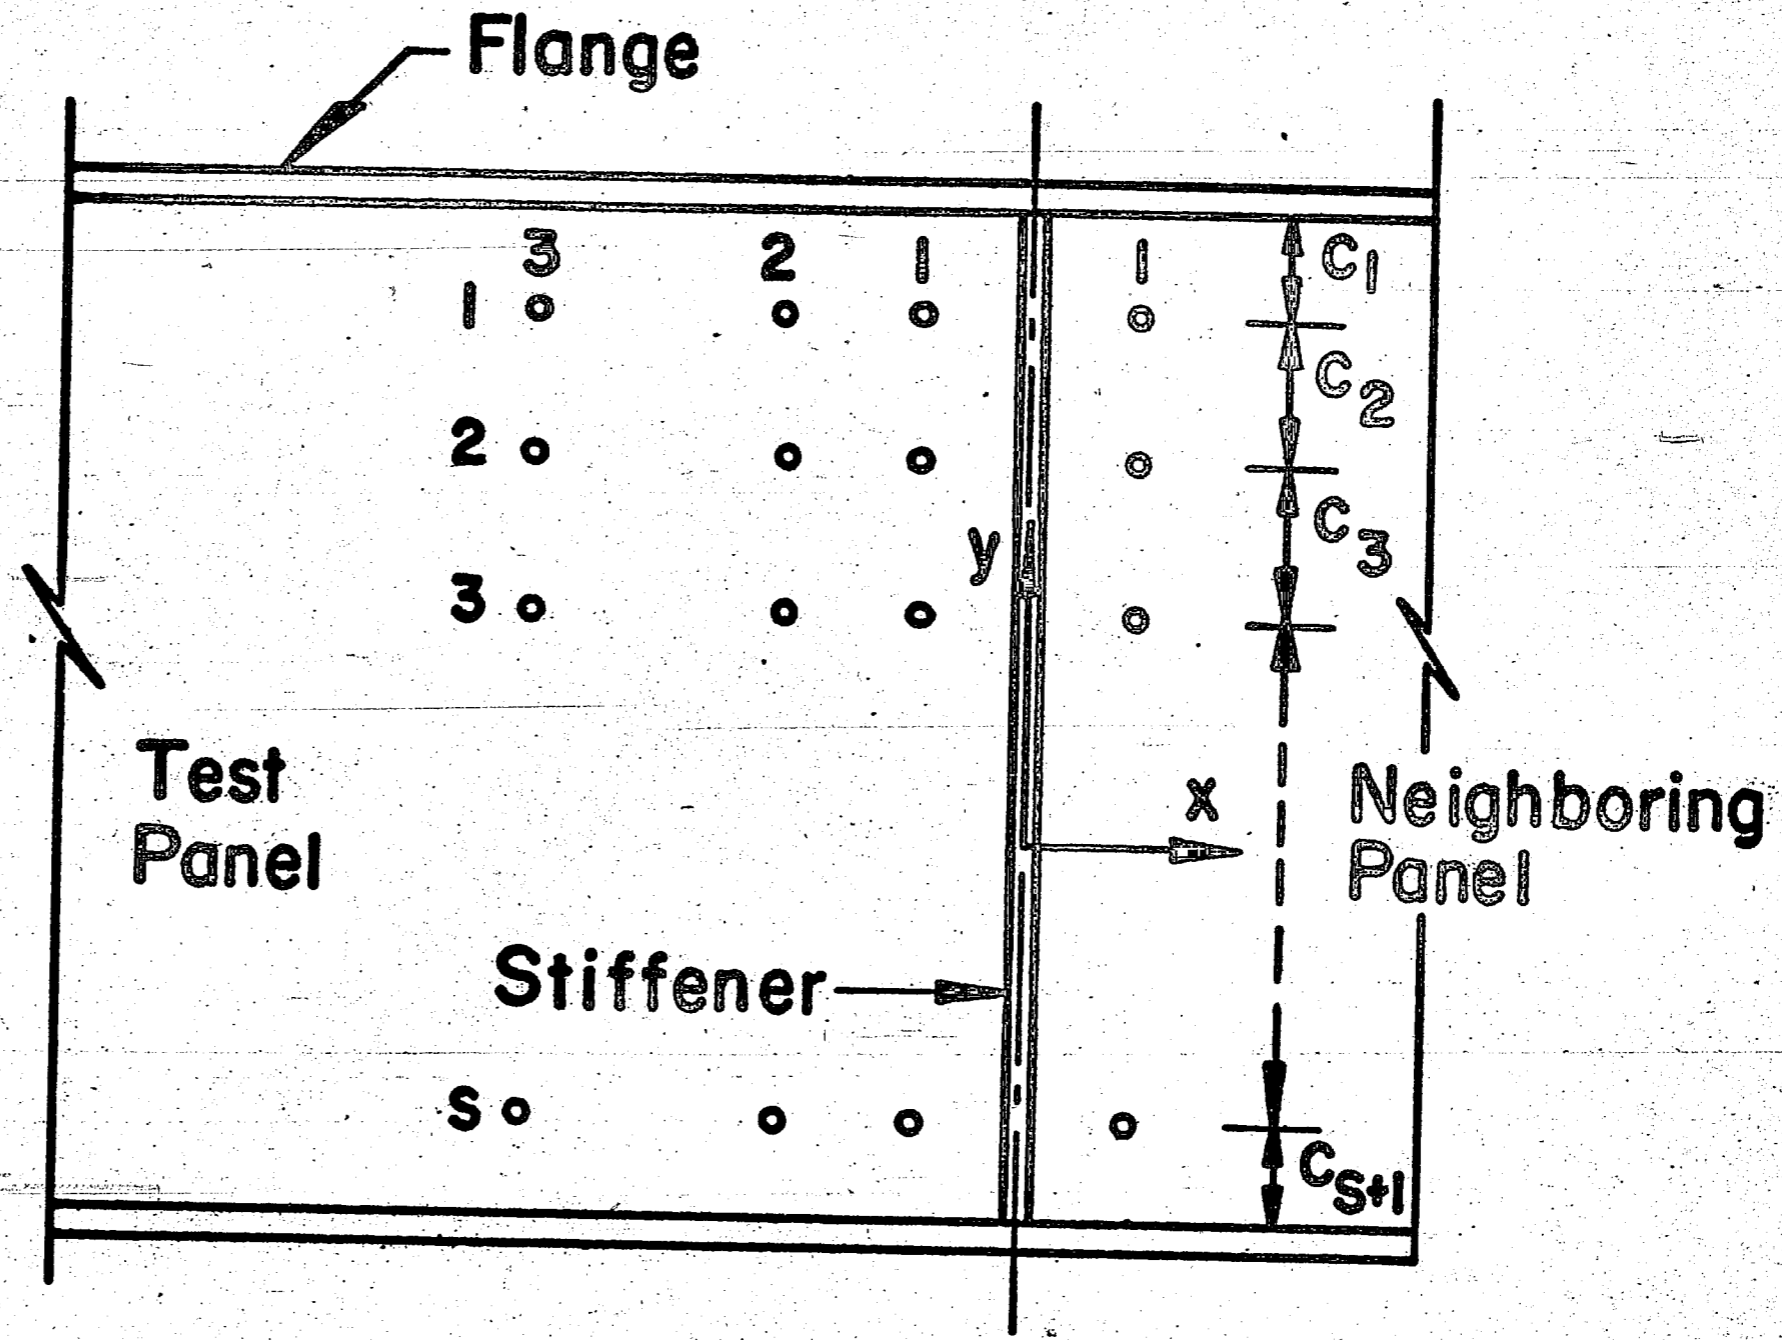 Flange
3 2 1 1 C1
1
C2
2
C3
y
3
x
Test
Panel
Neighboring
Panel
Stiffener
S
CS+1